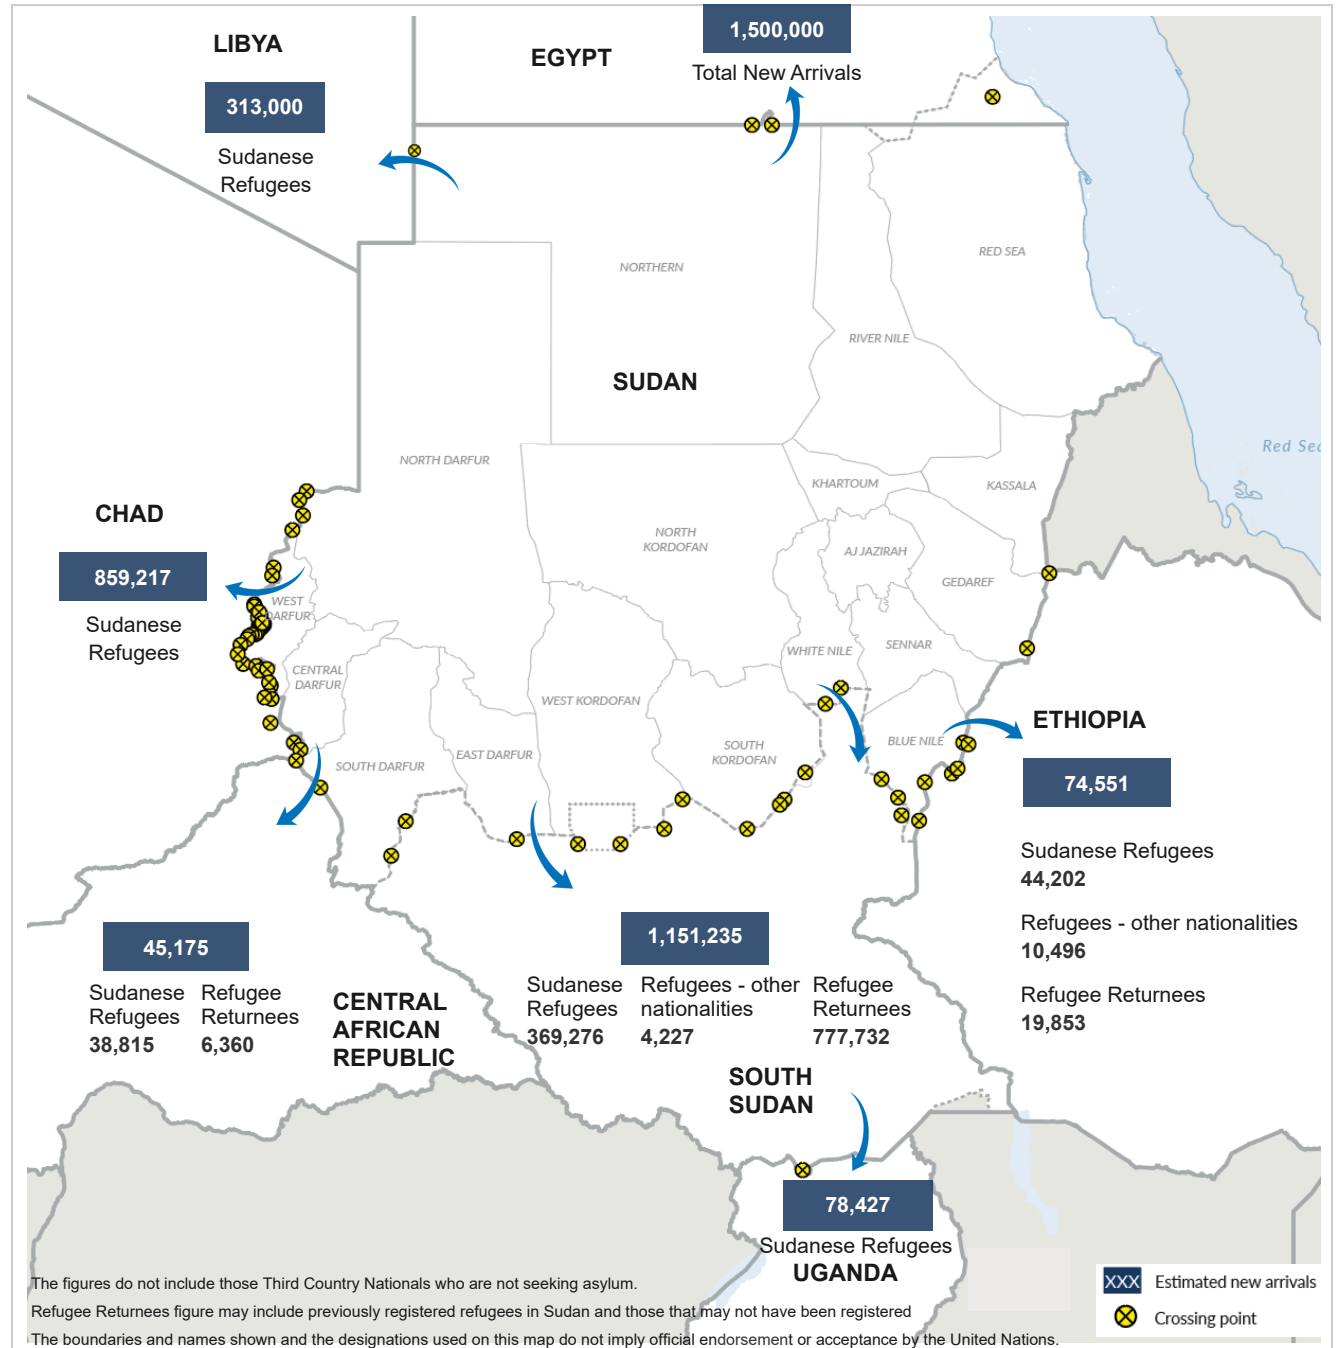 LIBYA
313,000
Sudanese
Refugees
EGYPT
1,500,000
Total New Arrivals
NORTHERN
RED SEA
RIVER NILE
SUDAN
NORTH DARFUR
KHARTOUM
KASSALA
Red Sea
NORTH
KORDOFAN
AJ JAZIRAH
GEDAREF
CHAD
859,217
Sudanese
Refugees
WEST
DARFUR
CENTRAL
DARFUR
WHITE NILE
SENNAR
WEST KORDOFAN
SOUTH DARFUR
EAST DARFUR
SOUTH
KORDOFAN
BLUE NILE
ETHIOPIA
74,551
Sudanese Refugees
44,202
Refugees - other nationalities
10,496
Refugee Returnees
19,853
45,175
Sudanese
Refugees
38,815
Refugee
Returnees
6,360
CENTRAL
AFRICAN
REPUBLIC
1,151,235
Sudanese
Refugees
369,276
Refugees - other
nationalities
4,227
Refugee
Returnees
777,732
SOUTH
SUDAN
78,427
Sudanese Refugees
UGANDA
The figures do not include those Third Country Nationals who are not seeking asylum.
Refugee Returnees figure may include previously registered refugees in Sudan and those that may not have been registered
The boundaries and names shown and the designations used on this map do not imply official endorsement or acceptance by the United Nations.
XXX Estimated new arrivals
Crossing point